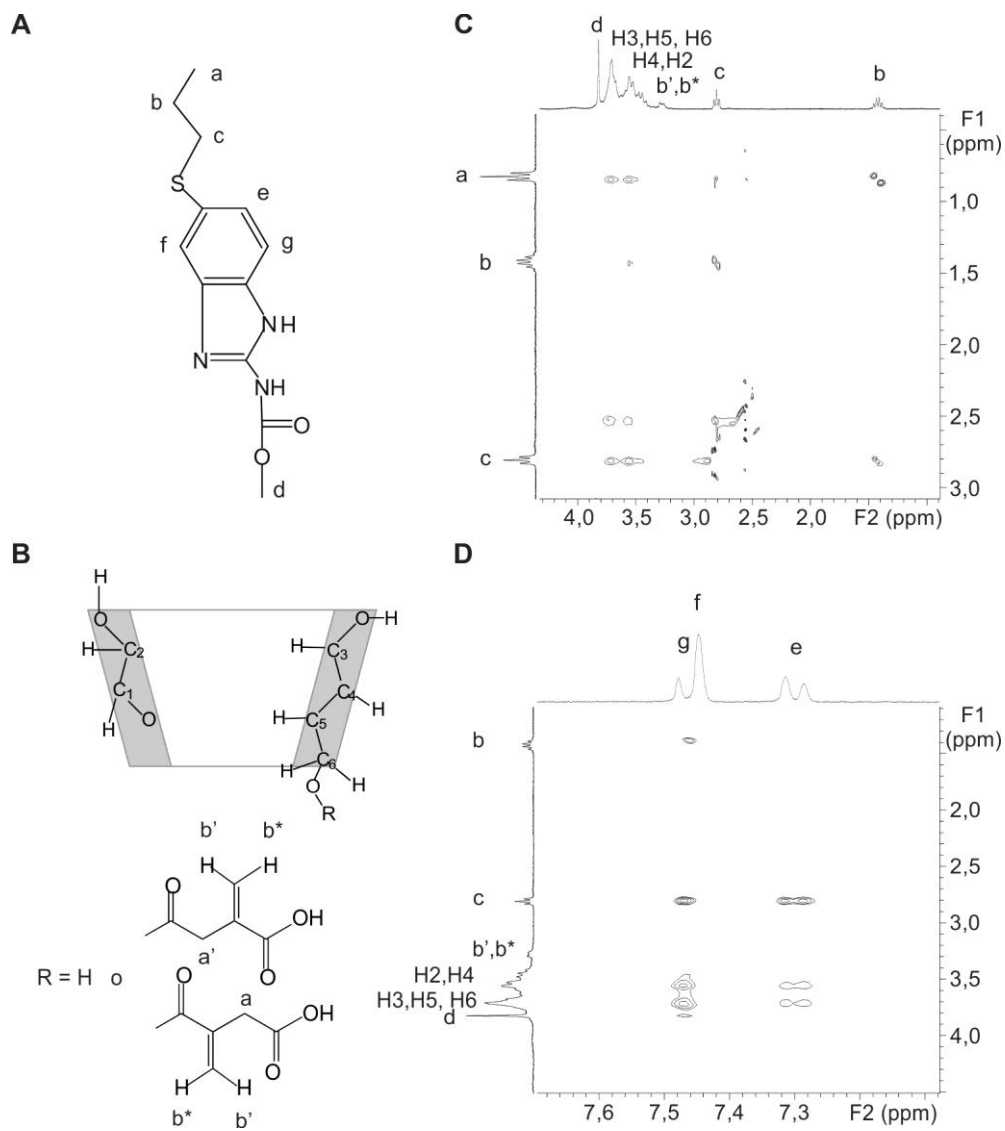 A
a
b
c
S
e
f
g
NH
N
NH
O
O
d
B
H
O
H
C2
C1
H
O
O
H
H
C3
C4
H
H
C5
H
C6
H
O
R
b’ b*
H H
O
OH
a’
O
R = H o
O
a
OH
O
H H
b* b’
C
d
H3,H5, H6
H4,H2
b’,b*
c
b
F1
(ppm)
a
1,0
b
1,5
2,0
2,5
c
3,0
4,0 3,5 3,0 2,5 2,0 F2 (ppm)
D
f
g
e
F1
(ppm)
b
2,0
2,5
c
3,0
b’,b*
H2,H4
3,5
H3,H5, H6
d
4,0
7,6 7,5 7,4 7,3 F2 (ppm)